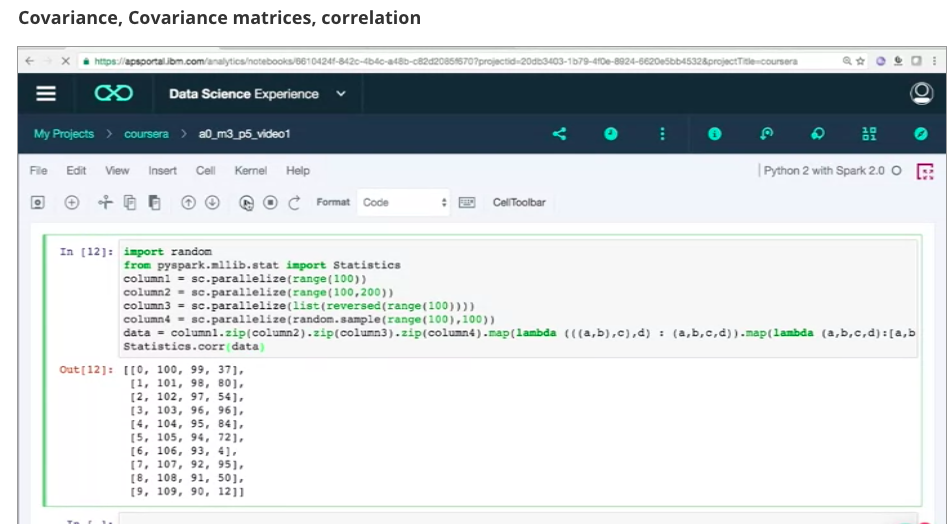 Covariance, Covariance matrices, correlation
https://apsportal.ibm.com/analytics/notebooks/6610424f-842c-4b4c-a48b-c82d2085f670?projectid=20db3403-1b79-4f0e-8924-6620e5bb4532&projectTitle=coursera
Data Science Experience
My Projects > coursera > a0_m3_p5_video1
File Edit View Insert Cell Kernel Help
Python 2 with Spark 2.0
Format Code CellToolbar
In [12]: import random
from pyspark.mllib.stat import Statistics
column1 = sc.parallelize(range(100))
column2 = sc.parallelize(range(100,200))
column3 = sc.parallelize(list(reversed(range(100))))
column4 = sc.parallelize(random.sample(range(100),100))
data = column1.zip(column2).zip(column3).zip(column4).map(lambda (((a,b),c),d) : (a,b,c,d)).map(lambda (a,b,c,d):[a,b
Statistics.corr(data)
Out[12]: [[0, 100, 99, 37],
[1, 101, 98, 80],
[2, 102, 97, 54],
[3, 103, 96, 96],
[4, 104, 95, 84],
[5, 105, 94, 72],
[6, 106, 93, 4],
[7, 107, 92, 95],
[8, 108, 91, 50],
[9, 109, 90, 12]]